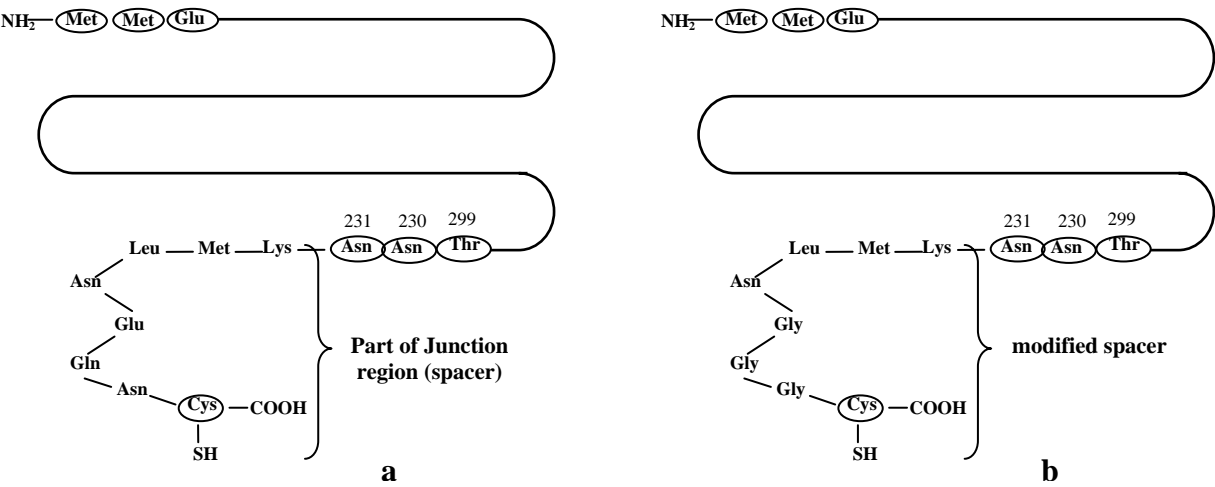 NH2 Met Met Glu
231 230 299
Leu Met Lys Asn Asn Thr
Asn
Glu
Gln
Asn
Cys COOH
SH
Part of Junction
region (spacer)
a
NH2 Met Met Glu
231 230 299
Leu Met Lys Asn Asn Thr
Asn
Gly
Gly
Gly
Cys COOH
SH
modified spacer
b